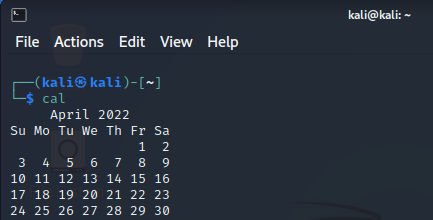 kali@kali: ~
File Actions Edit View Help
┌──(kali㉿kali)-[~]
└─$ cal
     April 2022
Su Mo Tu We Th Fr Sa
                1  2
 3  4  5  6  7  8  9
10 11 12 13 14 15 16
17 18 19 20 21 22 23
24 25 26 27 28 29 30